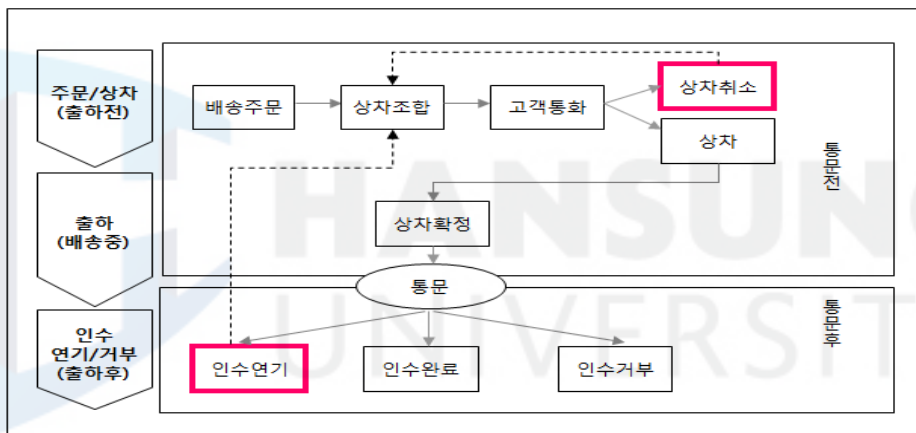 주문/상차
(출하전)
배송주문
상차조합
고객통화
상차취소
상차
통문전
출하
(배송중)
상차확정
통문
통문후
인수
연기/거부
(출하후)
인수연기
인수완료
인수거부
HANSUNG
UNIVERSIT